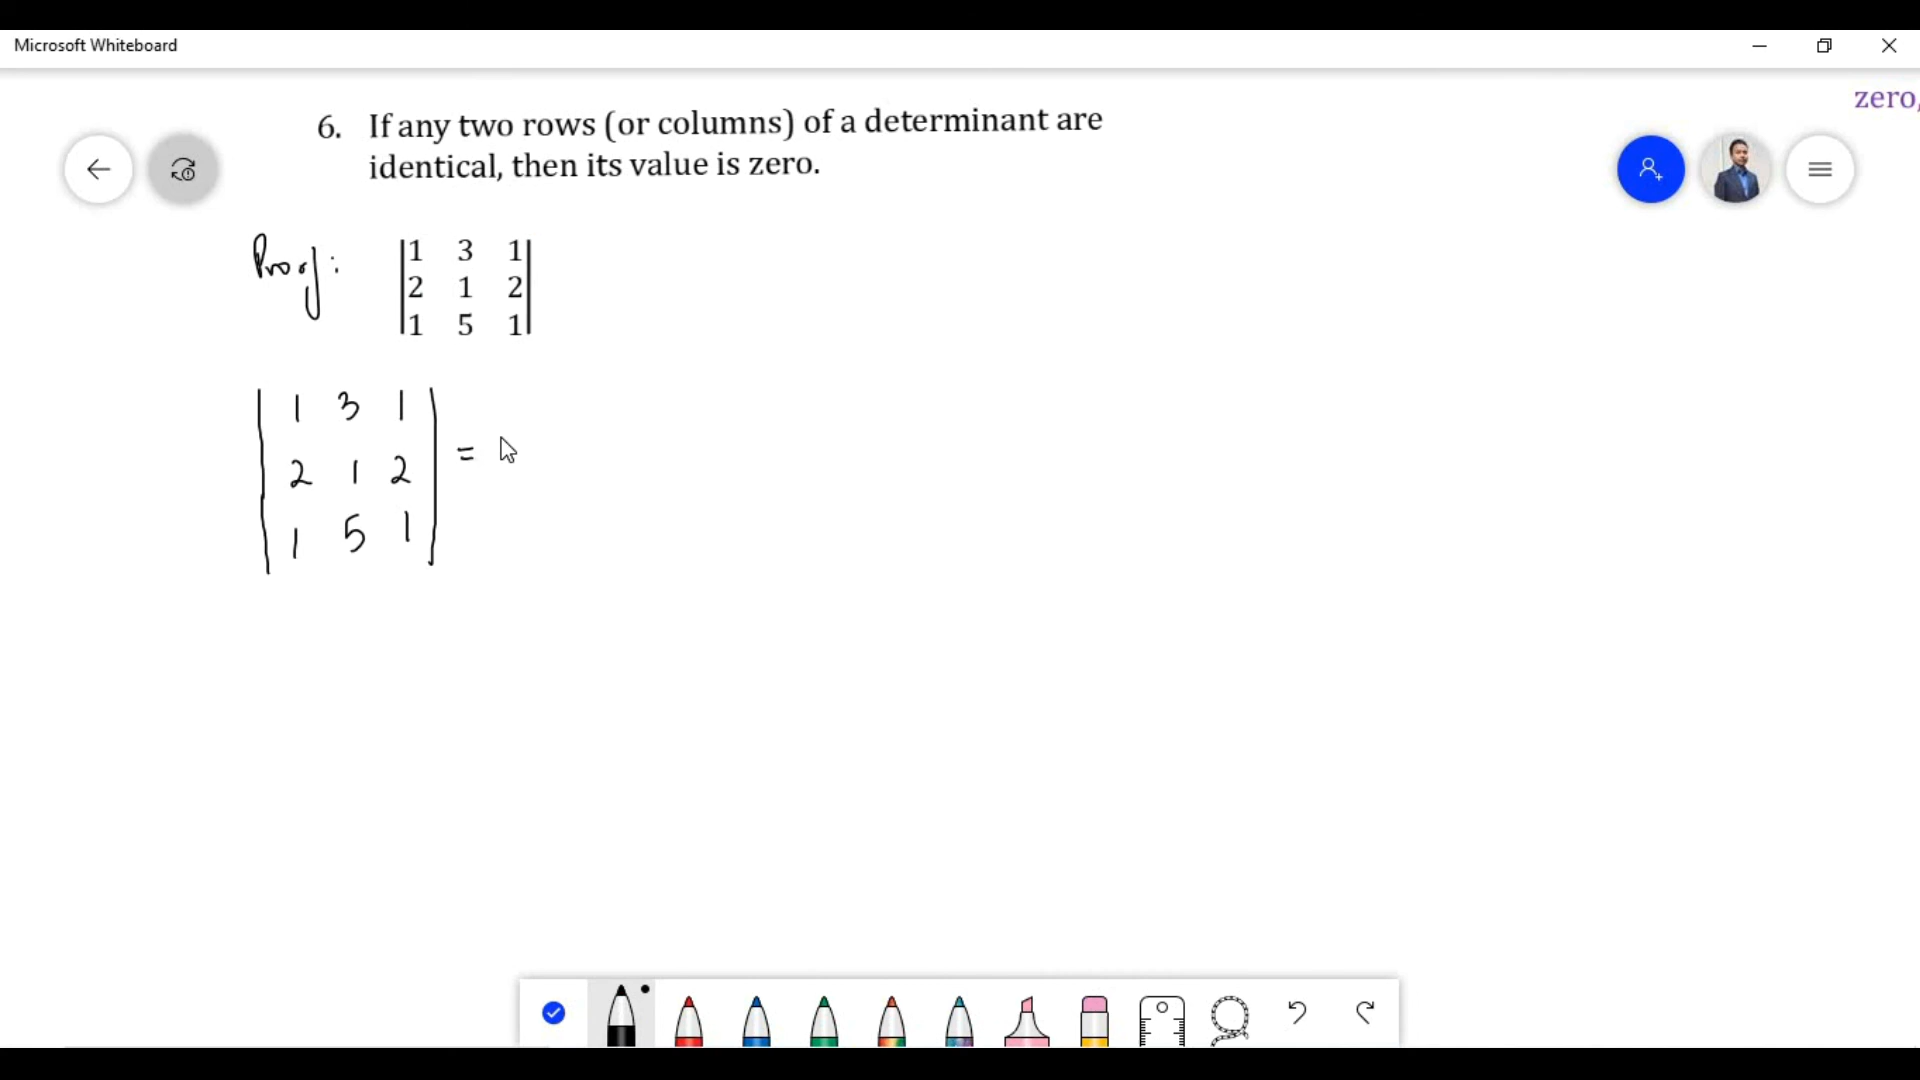 Microsoft Whiteboard
zero,
6. If any two rows (or columns) of a determinant are
identical, then its value is zero.
Proof:
|1 3 1|
|2 1 2|
|1 5 1|
| 1 3 1 |
| 2 1 2 | =
| 1 5 1 |